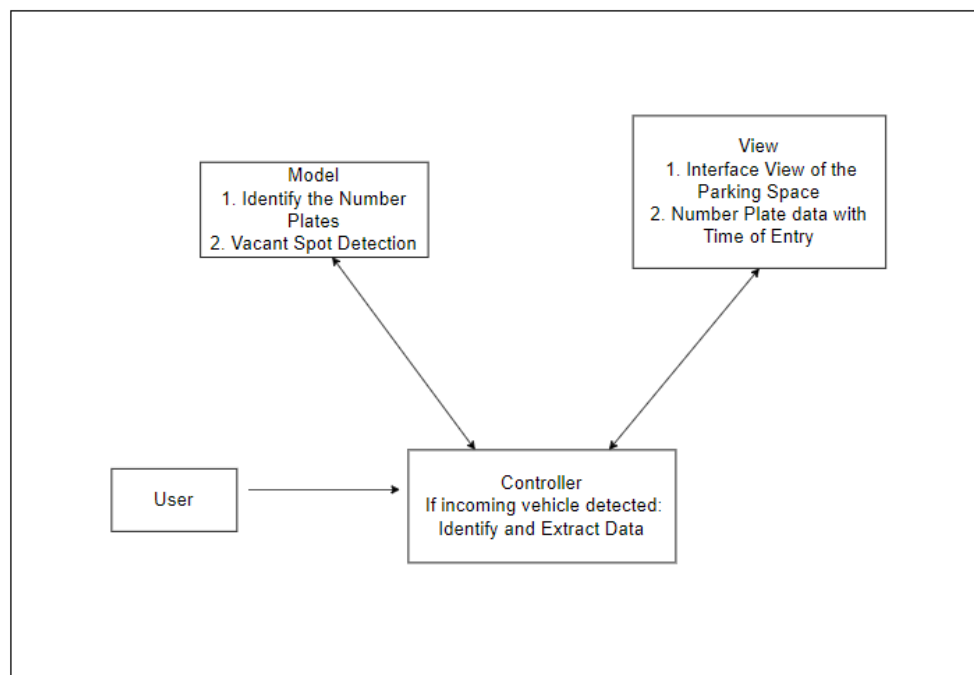 Model
1. Identify the Number
Plates
2. Vacant Spot Detection
View
1. Interface View of the
Parking Space
2. Number Plate data with
Time of Entry
User
Controller
If incoming vehicle detected:
Identify and Extract Data